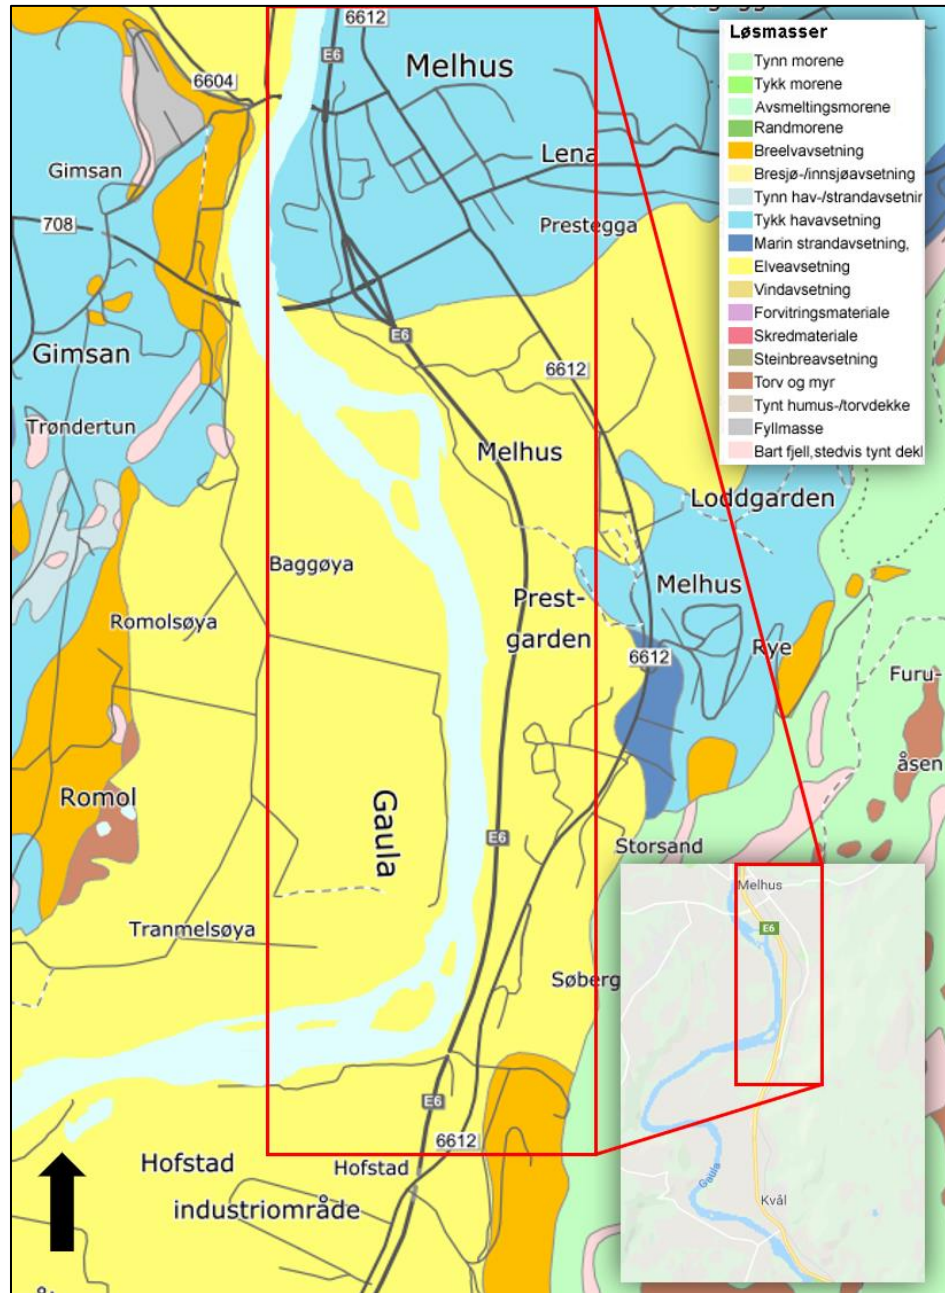 6612
E6
Melhus
6604
Lena
Gimsan
708
Prestegga
E6
Gimsan
6612
Trøndertun
Melhus
Loddgarden
Baggøya
Melhus
Prest-
garden
Romolsøya
6612
Rye
Furu-
åsen
Romol
Gaula
E6
Storsand
Tranmelsøya
Søberg
E6
6612
Hofstad
Hofstad
industriområde
Løsmasser
Tynn morene
Tykk morene
Avsmeltingsmorene
Randmorene
Breelvavsetning
Bresjø-/innsjøavsetning
Tynn hav-/strandavsetnir
Tykk havavsetning
Marin strandavsetning,
Elveavsetning
Vindavsetning
Forvitringsmateriale
Skredmateriale
Steinbreavsetning
Torv og myr
Tynt humus-/torvdekke
Fyllmasse
Bart fjell,stedvis tynt dekl
Melhus
E6
Gaula
Kvål